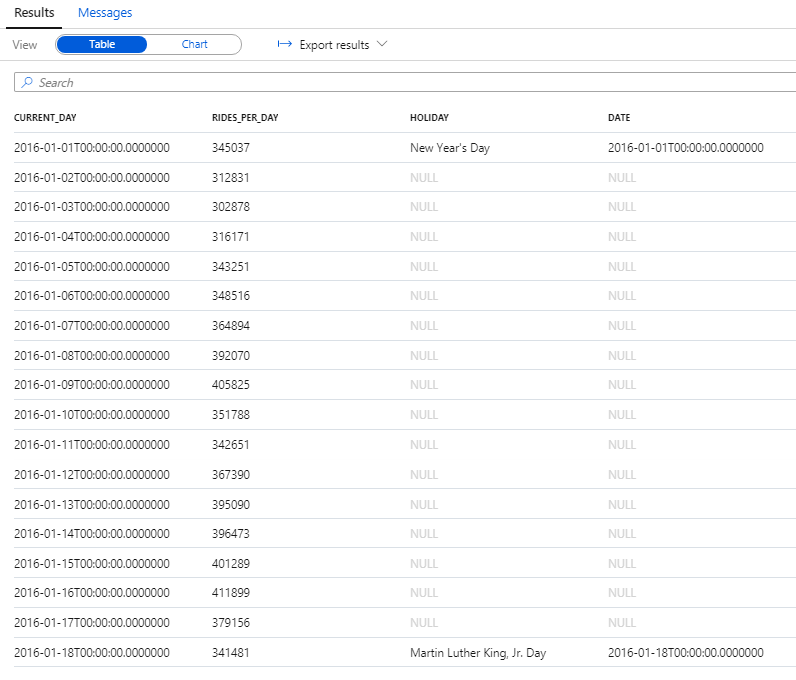 Results Messages
View Table Chart Export results
Search
CURRENT_DAY RIDES_PER_DAY HOLIDAY DATE
2016-01-01T00:00:00.0000000 345037 New Year's Day 2016-01-01T00:00:00.0000000
2016-01-02T00:00:00.0000000 312831 NULL NULL
2016-01-03T00:00:00.0000000 302878 NULL NULL
2016-01-04T00:00:00.0000000 316171 NULL NULL
2016-01-05T00:00:00.0000000 343251 NULL NULL
2016-01-06T00:00:00.0000000 348516 NULL NULL
2016-01-07T00:00:00.0000000 364894 NULL NULL
2016-01-08T00:00:00.0000000 392070 NULL NULL
2016-01-09T00:00:00.0000000 405825 NULL NULL
2016-01-10T00:00:00.0000000 351788 NULL NULL
2016-01-11T00:00:00.0000000 342651 NULL NULL
2016-01-12T00:00:00.0000000 367390 NULL NULL
2016-01-13T00:00:00.0000000 395090 NULL NULL
2016-01-14T00:00:00.0000000 396473 NULL NULL
2016-01-15T00:00:00.0000000 401289 NULL NULL
2016-01-16T00:00:00.0000000 411899 NULL NULL
2016-01-17T00:00:00.0000000 379156 NULL NULL
2016-01-18T00:00:00.0000000 341481 Martin Luther King, Jr. Day 2016-01-18T00:00:00.0000000